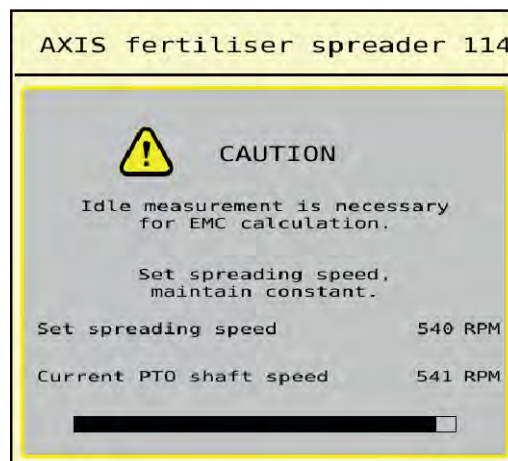 AXIS fertiliser spreader 114
CAUTION
Idle measurement is necessary
for EMC calculation.
Set spreading speed,
maintain constant.
Set spreading speed 540 RPM
Current PTO shaft speed 541 RPM